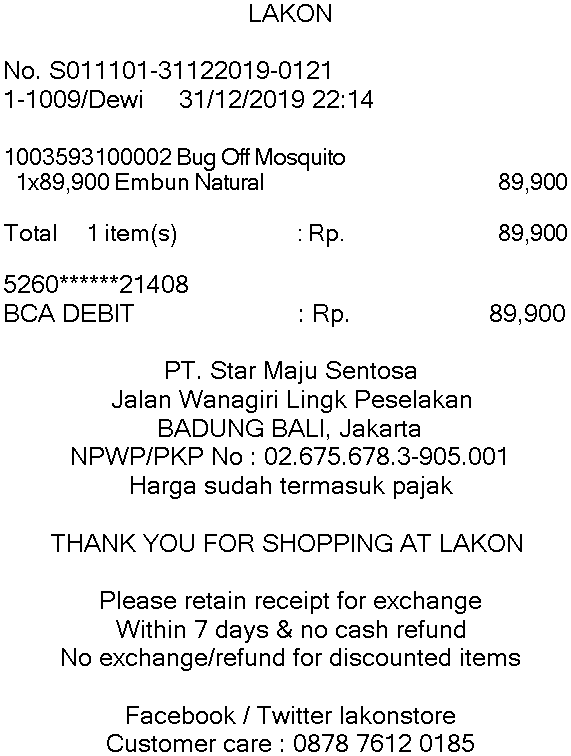 LAKON
No. S011101-31122019-0121
1-1009/Dewi 31/12/2019 22:14
1003593100002 Bug Off Mosquito
1x89,900 Embun Natural 89,900
Total 1 item(s) : Rp. 89,900
5260******21408
BCA DEBIT : Rp. 89,900
PT. Star Maju Sentosa
Jalan Wanagiri Lingk Peselakan
BADUNG BALI, Jakarta
NPWP/PKP No : 02.675.678.3-905.001
Harga sudah termasuk pajak
THANK YOU FOR SHOPPING AT LAKON
Please retain receipt for exchange
Within 7 days & no cash refund
No exchange/refund for discounted items
Facebook / Twitter lakonstore
Customer care : 0878 7612 0185